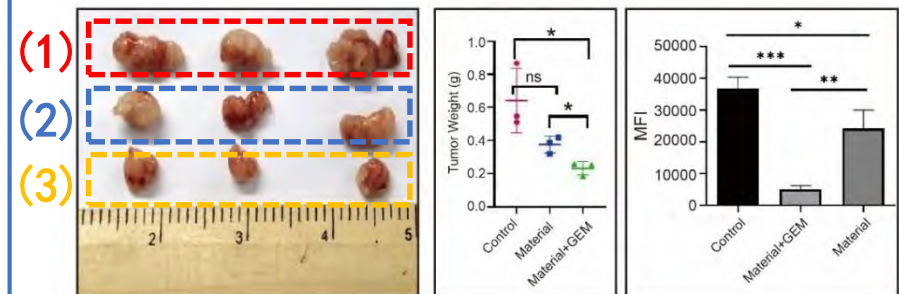 (1)
(2)
(3)
2 3 4 5
Tumor Weight (g)
1.0
0.8
0.6
0.4
0.2
0.0
*
ns
*
Control
Material
Material+GEM
MFI
50000
40000
30000
20000
10000
0
*
***
**
Control
Material+GEM
Material